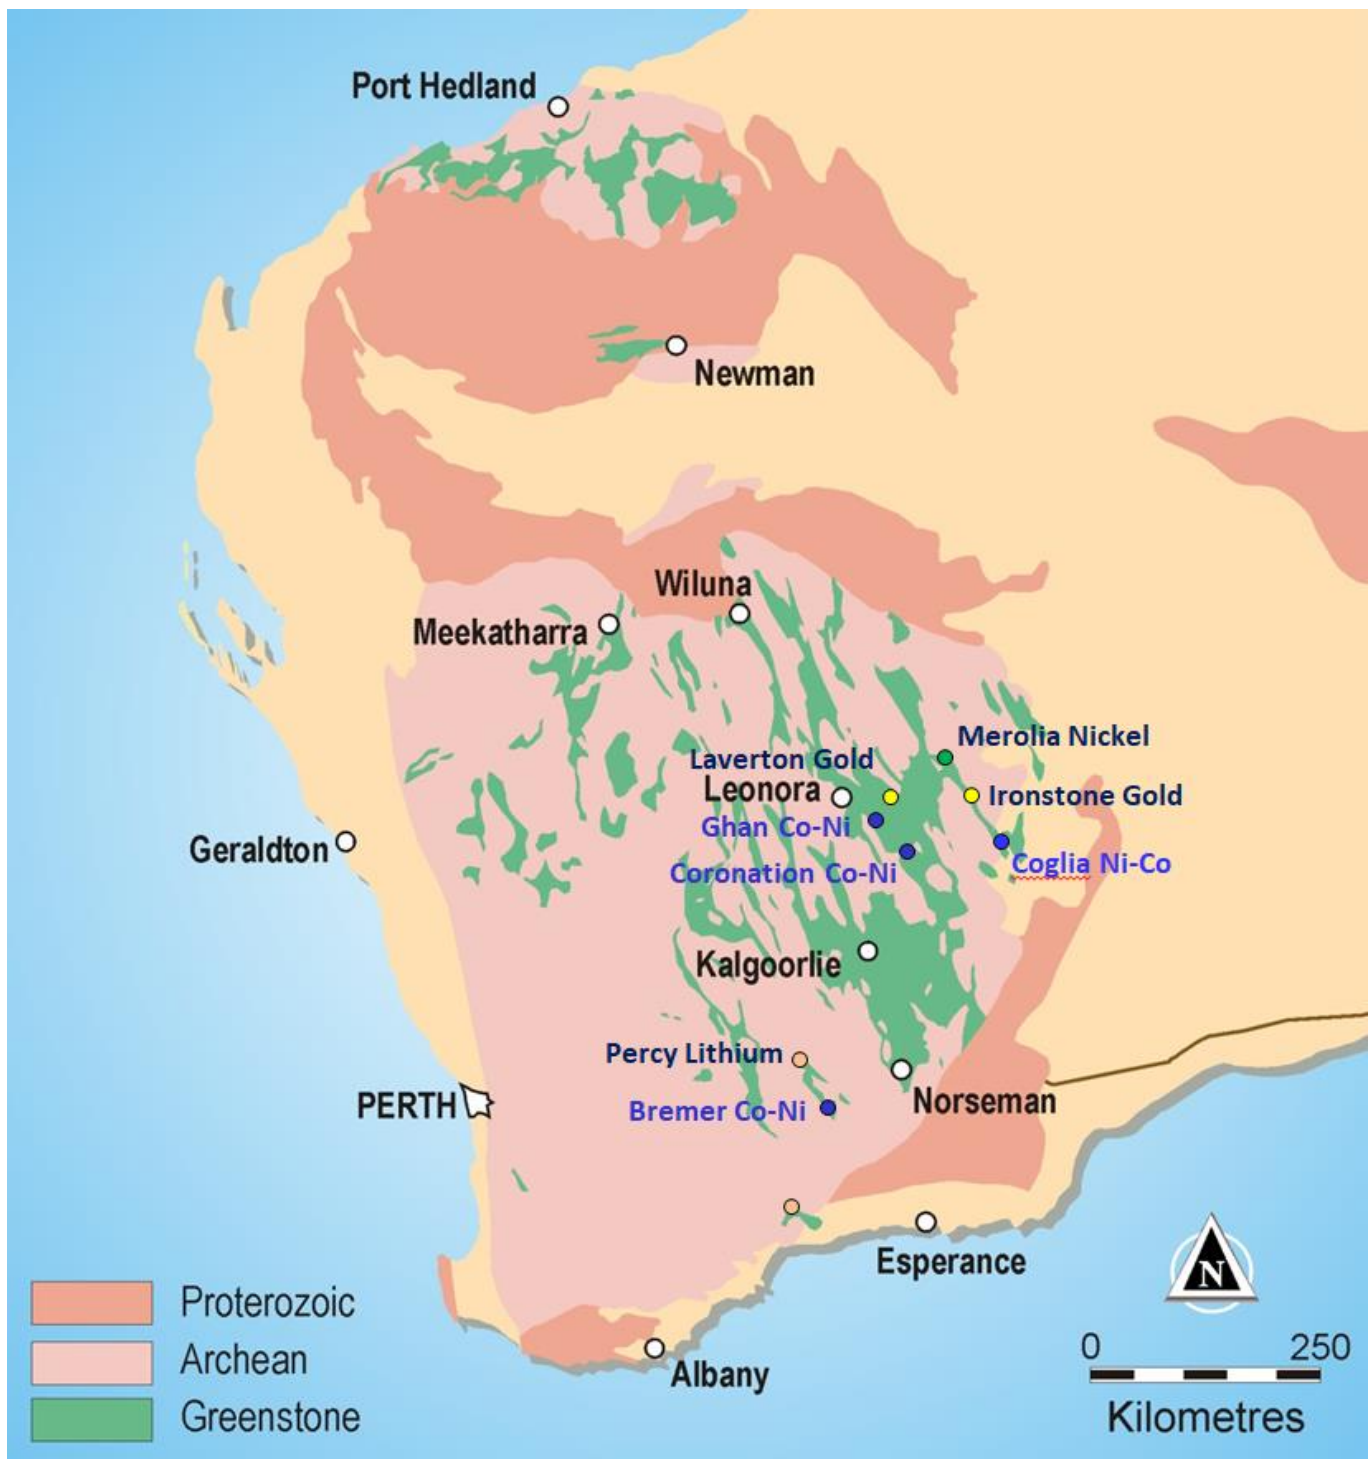 Port Hedland
Newman
Wiluna
Meekatharra
Merolia Nickel
Laverton Gold
Leonora
Ironstone Gold
Ghan Co-Ni
Geraldton
Coglia Ni-Co
Coronation Co-Ni
Kalgoorlie
Percy Lithium
PERTH
Norseman
Bremer Co-Ni
Esperance
N
Proterozoic
Archean
Greenstone
Albany
0 250
Kilometres